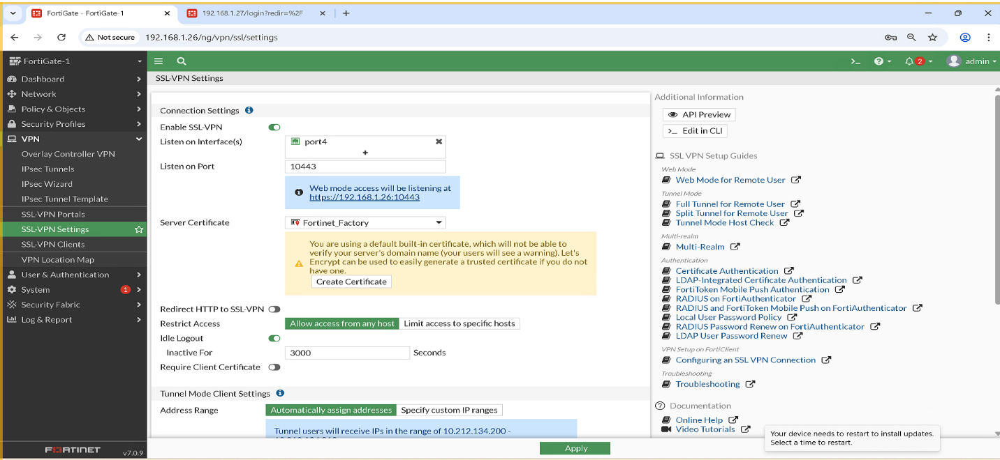 FortiGate - FortiGate-1
192.168.1.27/login?redir=%2F
Not secure
192.168.1.26/ng/vpn/ssl/settings
FortiGate-1
2
admin
Dashboard
Network
Policy & Objects
Security Profiles
VPN
Overlay Controller VPN
IPsec Tunnels
IPsec Wizard
IPsec Tunnel Template
SSL-VPN Portals
SSL-VPN Settings
SSL-VPN Clients
VPN Location Map
User & Authentication
System 1
Security Fabric
Log & Report
FORTINET
v7.0.9
SSL-VPN Settings
Connection Settings
Enable SSL-VPN
Listen on Interface(s) port4
+
Listen on Port 10443
Web mode access will be listening at
https://192.168.1.26:10443
Server Certificate Fortinet_Factory
You are using a default built-in certificate, which will not be able to
verify your server's domain name (your users will see a warning). Let's
Encrypt can be used to easily generate a trusted certificate if you do not
have one.
Create Certificate
Redirect HTTP to SSL-VPN
Restrict Access Allow access from any host Limit access to specific hosts
Idle Logout
Inactive For 3000 Seconds
Require Client Certificate
Tunnel Mode Client Settings
Address Range Automatically assign addresses Specify custom IP ranges
Tunnel users will receive IPs in the range of 10.212.134.200 -
Apply
Additional Information
API Preview
>_ Edit in CLI
SSL VPN Setup Guides
Web Mode
Web Mode for Remote User
Tunnel Mode
Full Tunnel for Remote User
Split Tunnel for Remote User
Tunnel Mode Host Check
Multi-realm
Multi-Realm
Authentication
Certificate Authentication
LDAP-Integrated Certificate Authentication
FortiToken Mobile Push Authentication
RADIUS on FortiAuthenticator
RADIUS and FortiToken Mobile Push on FortiAuthenticator
Local User Password Policy
RADIUS Password Renew on FortiAuthenticator
LDAP User Password Renew
VPN Setup on FortiClient
Configuring an SSL VPN Connection
Troubleshooting
Troubleshooting
Documentation
Online Help
Video Tutorials
Your device needs to restart to install updates.
Select a time to restart.